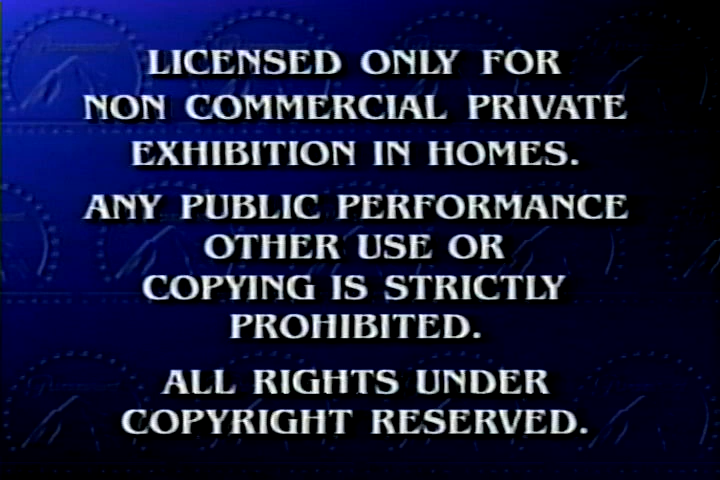 LICENSED ONLY FOR
NON COMMERCIAL PRIVATE
EXHIBITION IN HOMES.
ANY PUBLIC PERFORMANCE
OTHER USE OR
COPYING IS STRICTLY
PROHIBITED.
ALL RIGHTS UNDER
COPYRIGHT RESERVED.